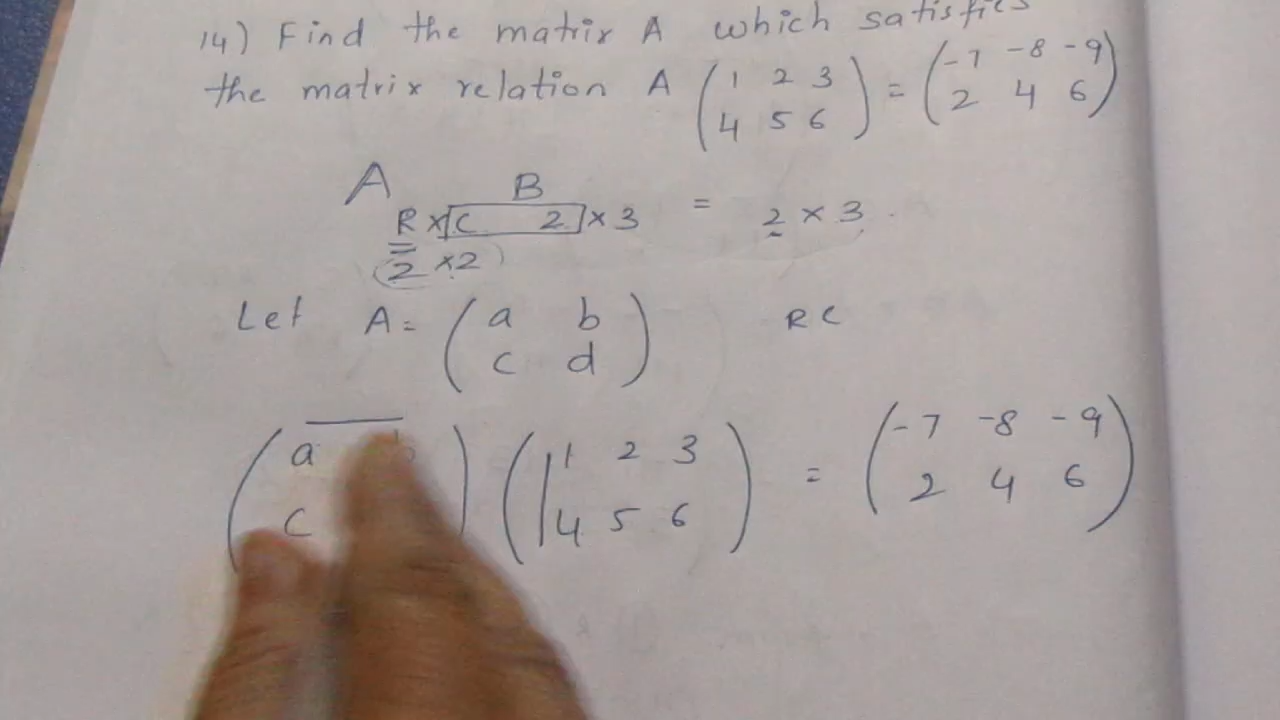 14) Find the matrix A which satisfies
the matrix relation A ( 1 2 3 ) = ( -7 -8 -9 )
( 4 5 6 ) ( 2 4 6 )
A B
R × C 2 × 3 = 2 × 3
2 × 2
Let A = ( a b ) R C
( c d )
( a b ) ( 1 2 3 ) = ( -7 -8 -9 )
( c ) ( 4 5 6 ) ( 2 4 6 )